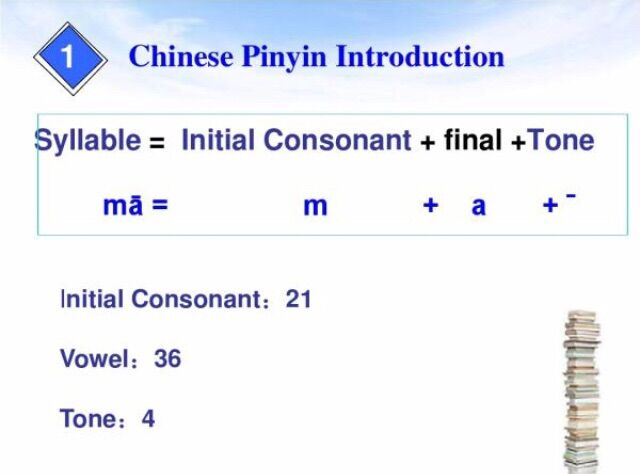 1 Chinese Pinyin Introduction
Syllable = Initial Consonant + final +Tone
mā = m + a + ˉ
Initial Consonant：21
Vowel：36
Tone：4